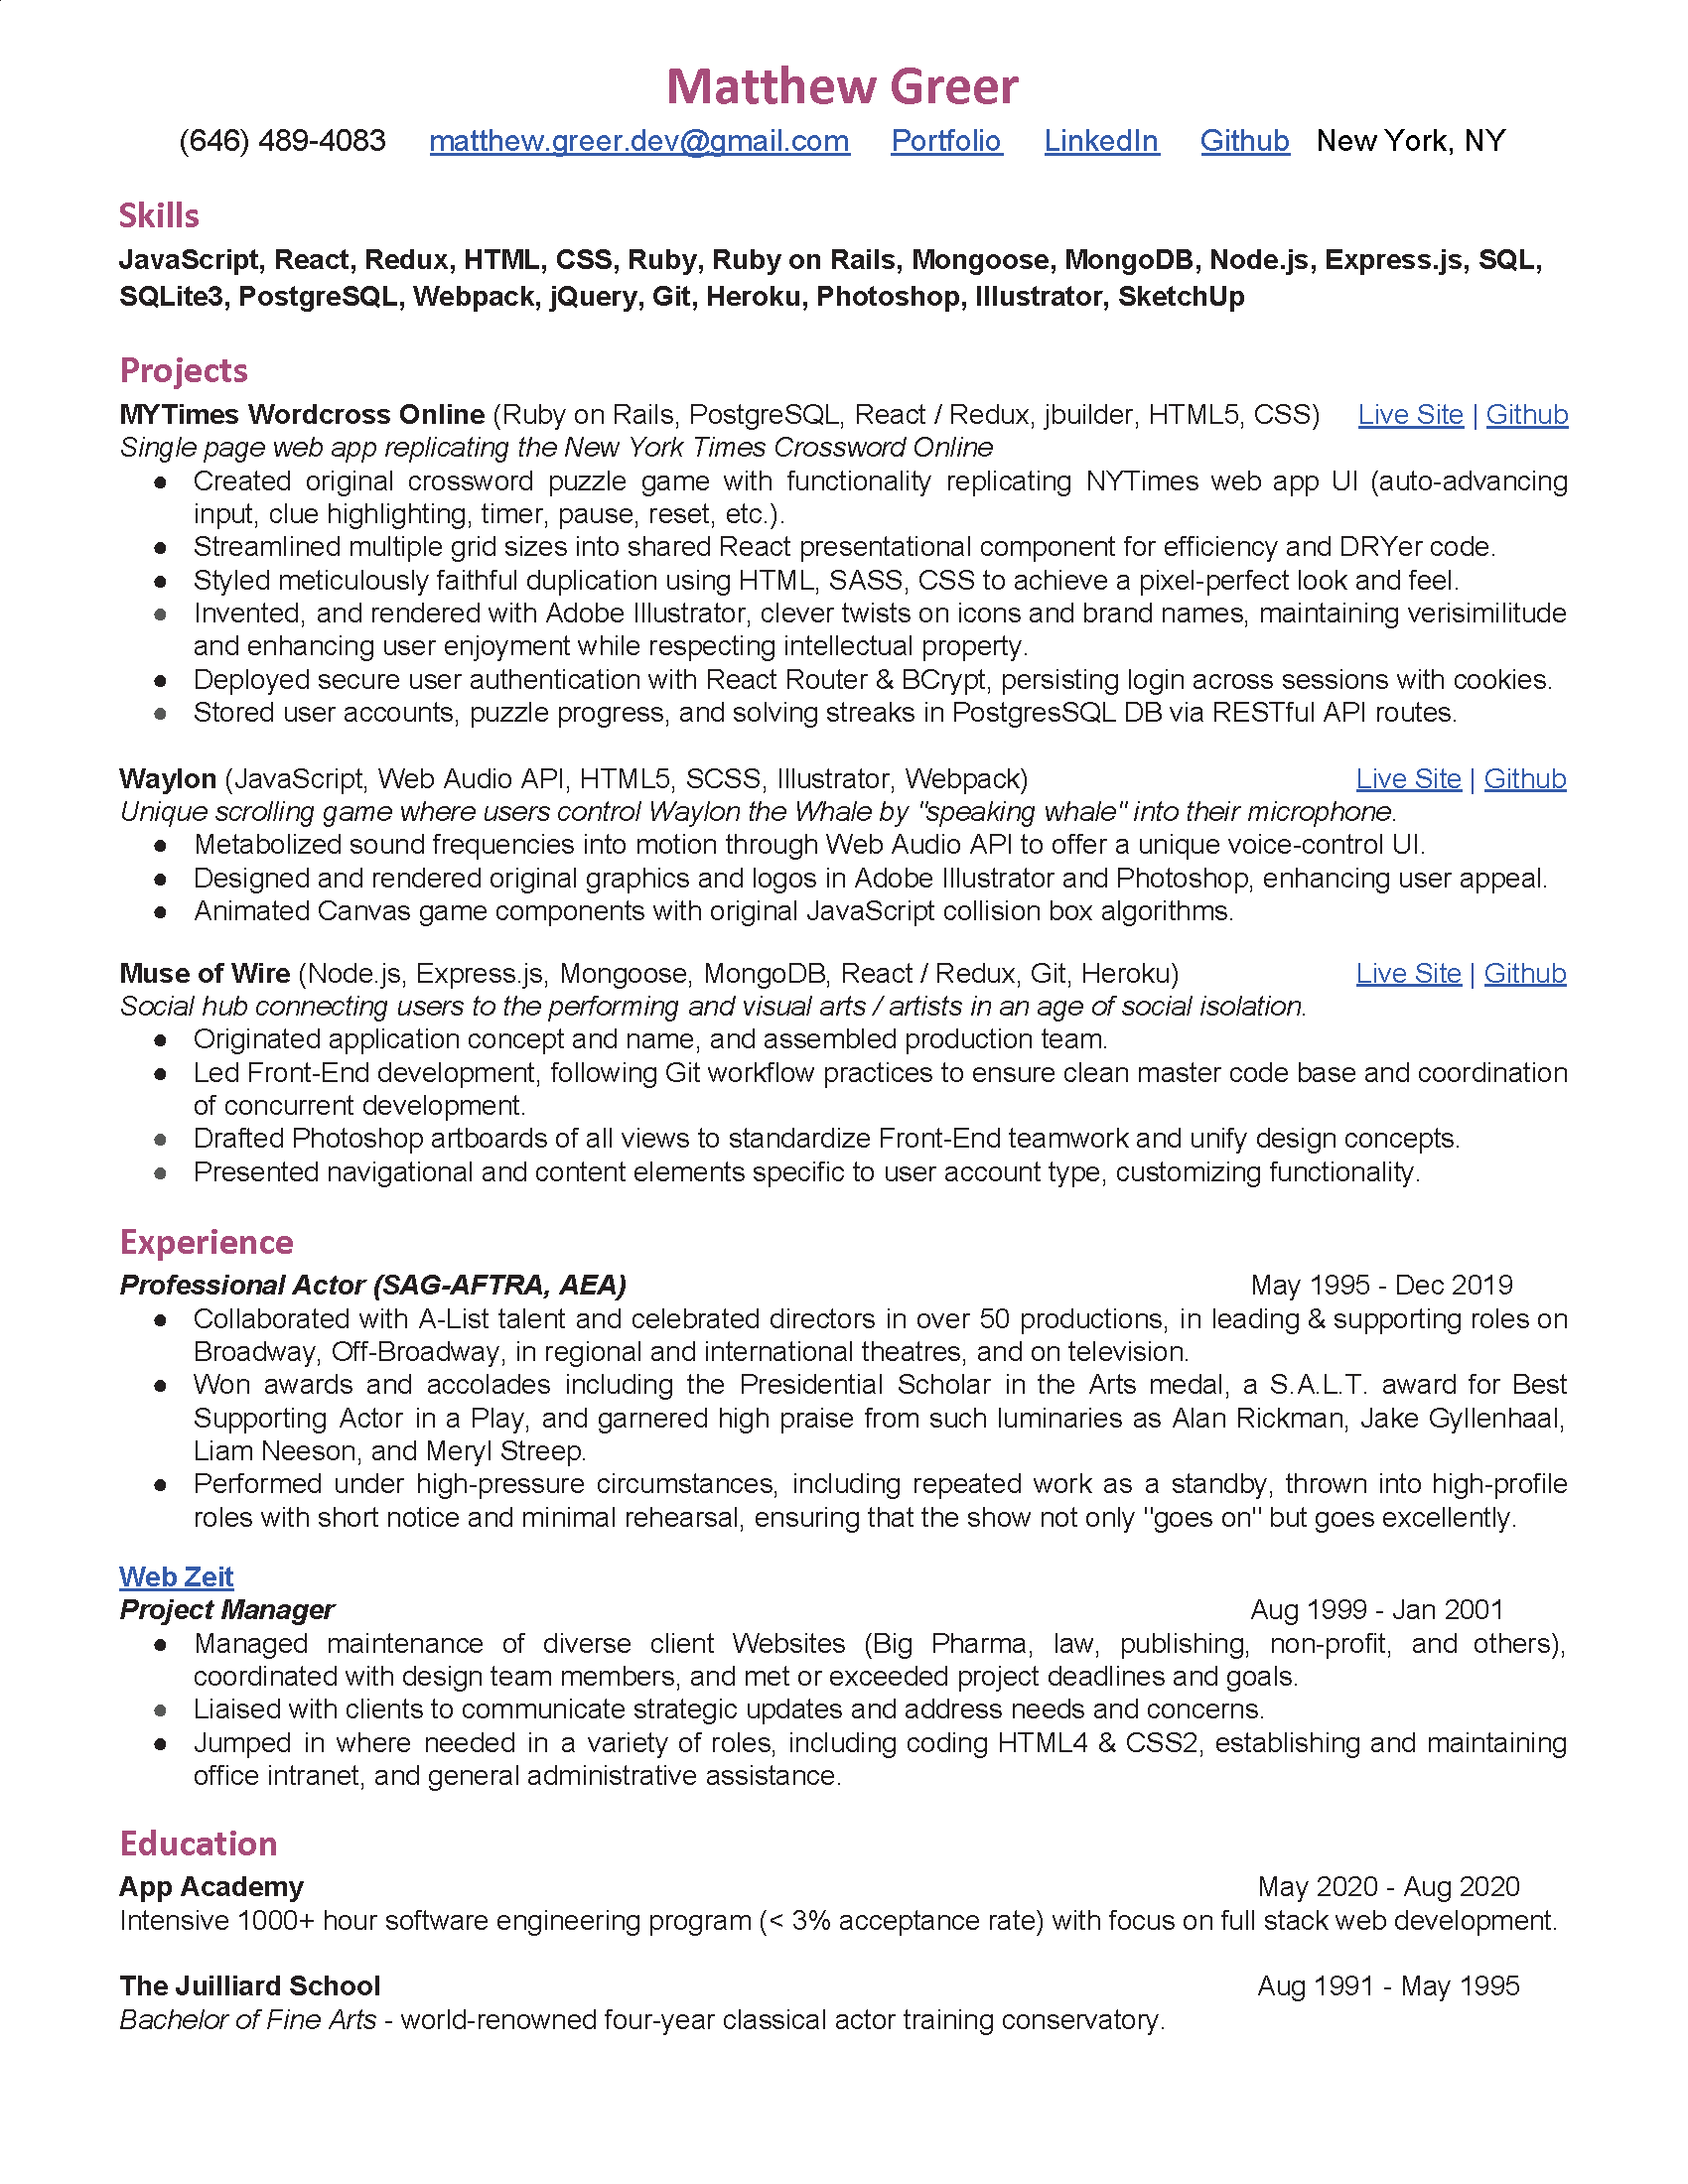 Matthew Greer
(646) 489-4083 matthew.greer.dev@gmail.com Portfolio LinkedIn Github New York, NY
Skills
JavaScript, React, Redux, HTML, CSS, Ruby, Ruby on Rails, Mongoose, MongoDB, Node.js, Express.js, SQL,
SQLite3, PostgreSQL, Webpack, jQuery, Git, Heroku, Photoshop, Illustrator, SketchUp
Projects
MYTimes Wordcross Online (Ruby on Rails, PostgreSQL, React / Redux, jbuilder, HTML5, CSS) Live Site | Github
Single page web app replicating the New York Times Crossword Online
● Created original crossword puzzle game with functionality replicating NYTimes web app UI (auto-advancing
input, clue highlighting, timer, pause, reset, etc.).
● Streamlined multiple grid sizes into shared React presentational component for efficiency and DRYer code.
● Styled meticulously faithful duplication using HTML, SASS, CSS to achieve a pixel-perfect look and feel.
● Invented, and rendered with Adobe Illustrator, clever twists on icons and brand names, maintaining verisimilitude
and enhancing user enjoyment while respecting intellectual property.
● Deployed secure user authentication with React Router & BCrypt, persisting login across sessions with cookies.
● Stored user accounts, puzzle progress, and solving streaks in PostgresSQL DB via RESTful API routes.
Waylon (JavaScript, Web Audio API, HTML5, SCSS, Illustrator, Webpack) Live Site | Github
Unique scrolling game where users control Waylon the Whale by "speaking whale" into their microphone.
● Metabolized sound frequencies into motion through Web Audio API to offer a unique voice-control UI.
● Designed and rendered original graphics and logos in Adobe Illustrator and Photoshop, enhancing user appeal.
● Animated Canvas game components with original JavaScript collision box algorithms.
Muse of Wire (Node.js, Express.js, Mongoose, MongoDB, React / Redux, Git, Heroku) Live Site | Github
Social hub connecting users to the performing and visual arts / artists in an age of social isolation.
● Originated application concept and name, and assembled production team.
● Led Front-End development, following Git workflow practices to ensure clean master code base and coordination
of concurrent development.
● Drafted Photoshop artboards of all views to standardize Front-End teamwork and unify design concepts.
● Presented navigational and content elements specific to user account type, customizing functionality.
Experience
Professional Actor (SAG-AFTRA, AEA) May 1995 - Dec 2019
● Collaborated with A-List talent and celebrated directors in over 50 productions, in leading & supporting roles on
Broadway, Off-Broadway, in regional and international theatres, and on television.
● Won awards and accolades including the Presidential Scholar in the Arts medal, a S.A.L.T. award for Best
Supporting Actor in a Play, and garnered high praise from such luminaries as Alan Rickman, Jake Gyllenhaal,
Liam Neeson, and Meryl Streep.
● Performed under high-pressure circumstances, including repeated work as a standby, thrown into high-profile
roles with short notice and minimal rehearsal, ensuring that the show not only "goes on" but goes excellently.
Web Zeit
Project Manager Aug 1999 - Jan 2001
● Managed maintenance of diverse client Websites (Big Pharma, law, publishing, non-profit, and others),
coordinated with design team members, and met or exceeded project deadlines and goals.
● Liaised with clients to communicate strategic updates and address needs and concerns.
● Jumped in where needed in a variety of roles, including coding HTML4 & CSS2, establishing and maintaining
office intranet, and general administrative assistance.
Education
App Academy May 2020 - Aug 2020
Intensive 1000+ hour software engineering program (< 3% acceptance rate) with focus on full stack web development.
The Juilliard School Aug 1991 - May 1995
Bachelor of Fine Arts - world-renowned four-year classical actor training conservatory.